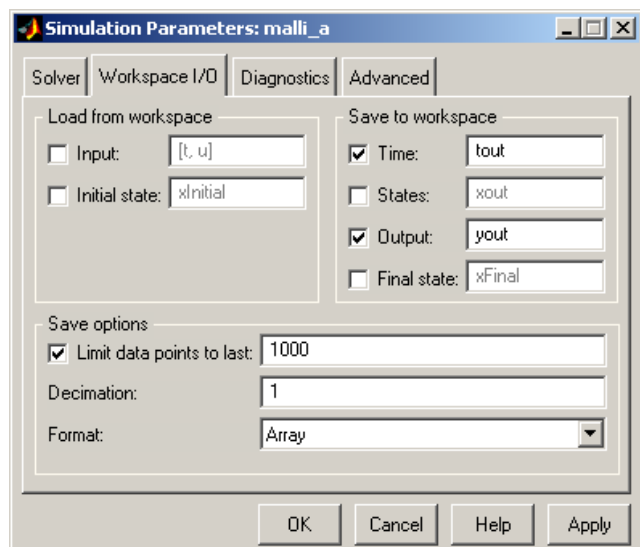 Simulation Parameters: malli_a
Solver Workspace I/O Diagnostics Advanced
Load from workspace
Input: [t, u]
Initial state: xInitial
Save to workspace
Time: tout
States: xout
Output: yout
Final state: xFinal
Save options
Limit data points to last: 1000
Decimation: 1
Format: Array
OK Cancel Help Apply